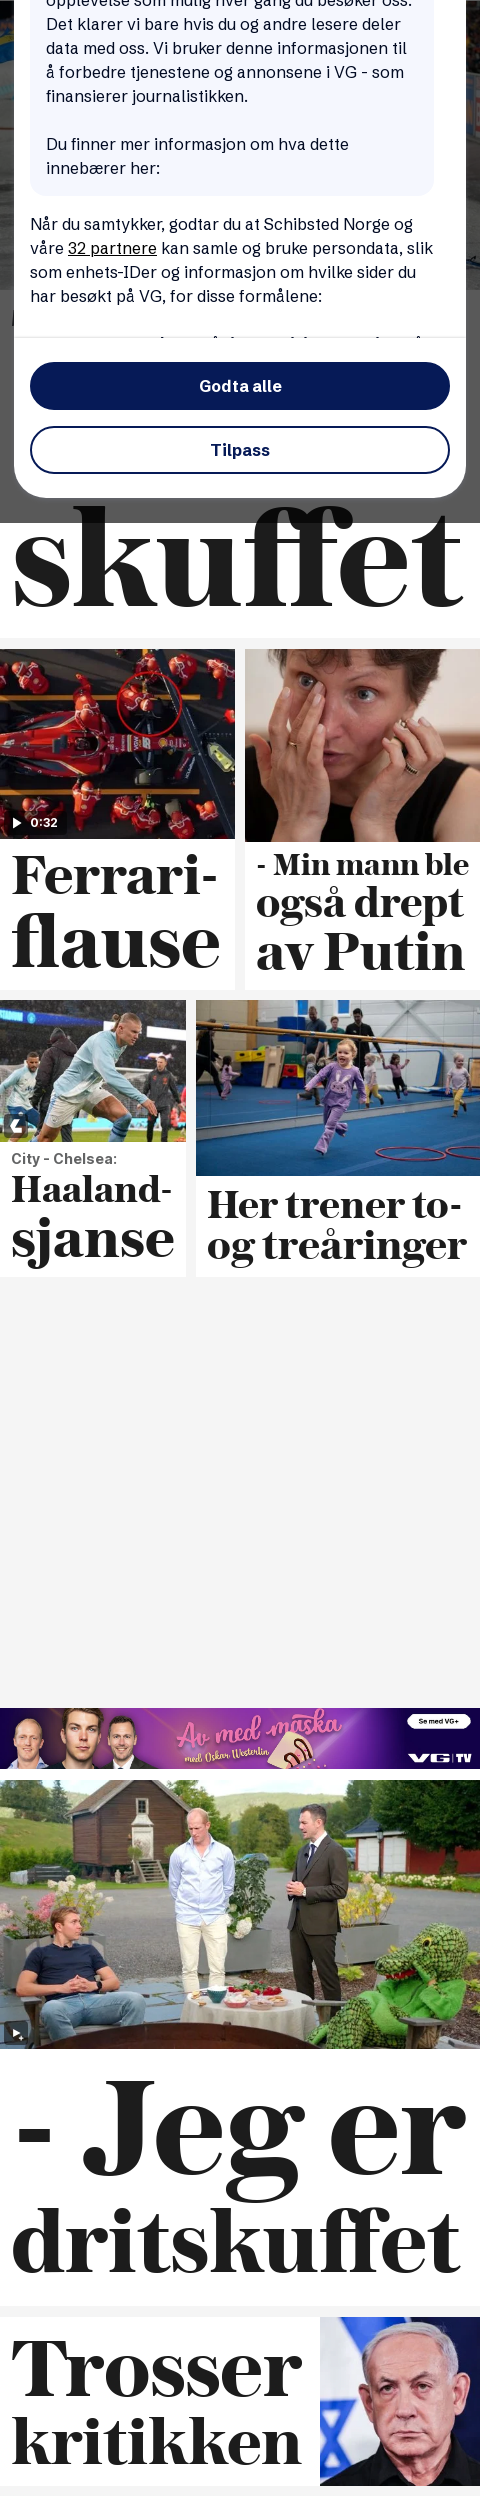 opplevelse som mulig hver gang du besøker oss.
Det klarer vi bare hvis du og andre lesere deler
data med oss. Vi bruker denne informasjonen til
å forbedre tjenestene og annonsene i VG - som
finansierer journalistikken.
Du finner mer informasjon om hva dette
innebærer her:
Når du samtykker, godtar du at Schibsted Norge og
våre 32 partnere kan samle og bruke persondata, slik
som enhets-IDer og informasjon om hvilke sider du
har besøkt på VG, for disse formålene:
Godta alle
Tilpass
skuffet
0:32
Ferrari-
flause
- Min mann ble
også drept
av Putin
City - Chelsea:
Haaland-
sjanse
Her trener to-
og treåringer
Av med maska
med Oskar Westerlin
Se med VG+
VG|TV
- Jeg er
dritskuffet
Trosser
kritikken